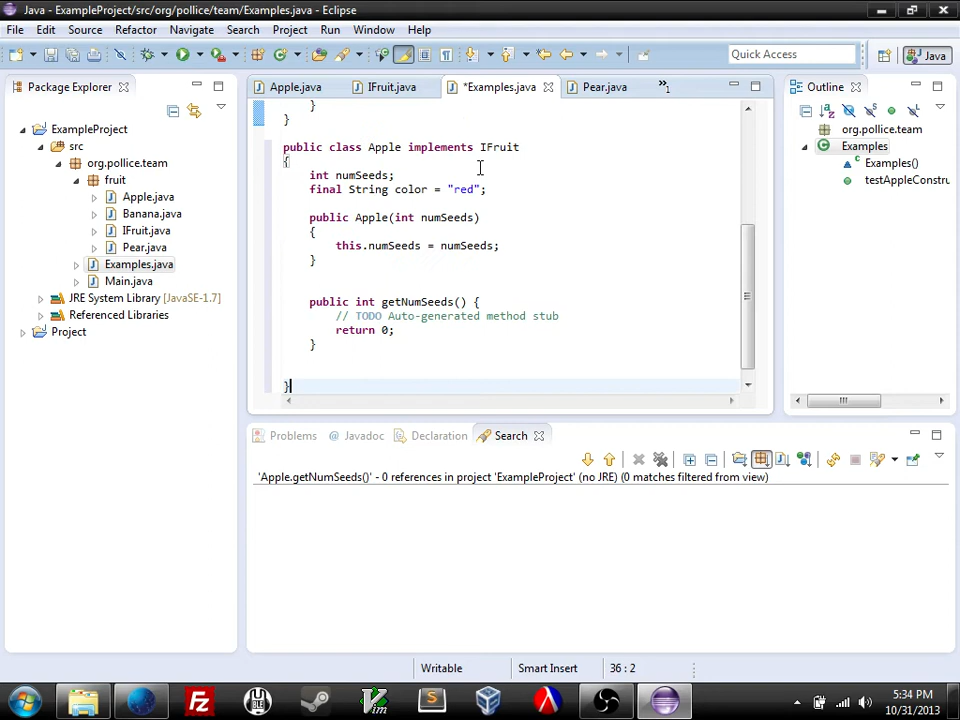 Java - ExampleProject/src/org/pollice/team/Examples.java - Eclipse
File Edit Source Refactor Navigate Search Project Run Window Help
Quick Access
Java
Package Explorer
Apple.java IFruit.java *Examples.java Pear.java »1
Outline
ExampleProject
src
org.pollice.team
fruit
Apple.java
Banana.java
IFruit.java
Pear.java
Examples.java
Main.java
JRE System Library [JavaSE-1.7]
Referenced Libraries
Project
}
}
public class Apple implements IFruit
{
int numSeeds;
final String color = "red";
public Apple(int numSeeds)
{
this.numSeeds = numSeeds;
}
public int getNumSeeds() {
// TODO Auto-generated method stub
return 0;
}
}
org.pollice.team
Examples
Examples()
testAppleConstru
Problems @ Javadoc Declaration Search
'Apple.getNumSeeds()' - 0 references in project 'ExampleProject' (no JRE) (0 matches filtered from view)
Writable Smart Insert 36 : 2
5:34 PM
10/31/2013